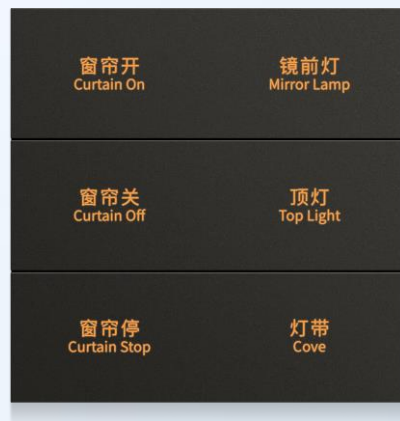 窗帘开
Curtain On
镜前灯
Mirror Lamp
窗帘关
Curtain Off
顶灯
Top Light
窗帘停
Curtain Stop
灯带
Cove